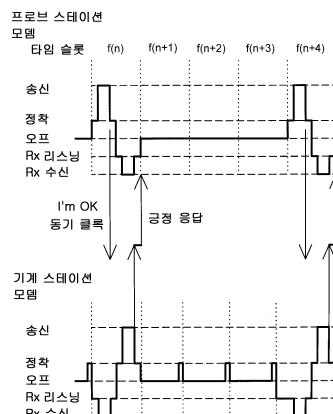 프로브 스테이션
모뎀
타임 슬롯 f(n) f(n+1) f(n+2) f(n+3) f(n+4)
송신
정착
오프
Rx 리스닝
Rx 수신
I'm OK
동기 클록
긍정 응답
기계 스테이션
모뎀
송신
정착
오프
Rx 리스닝
Rx 수신